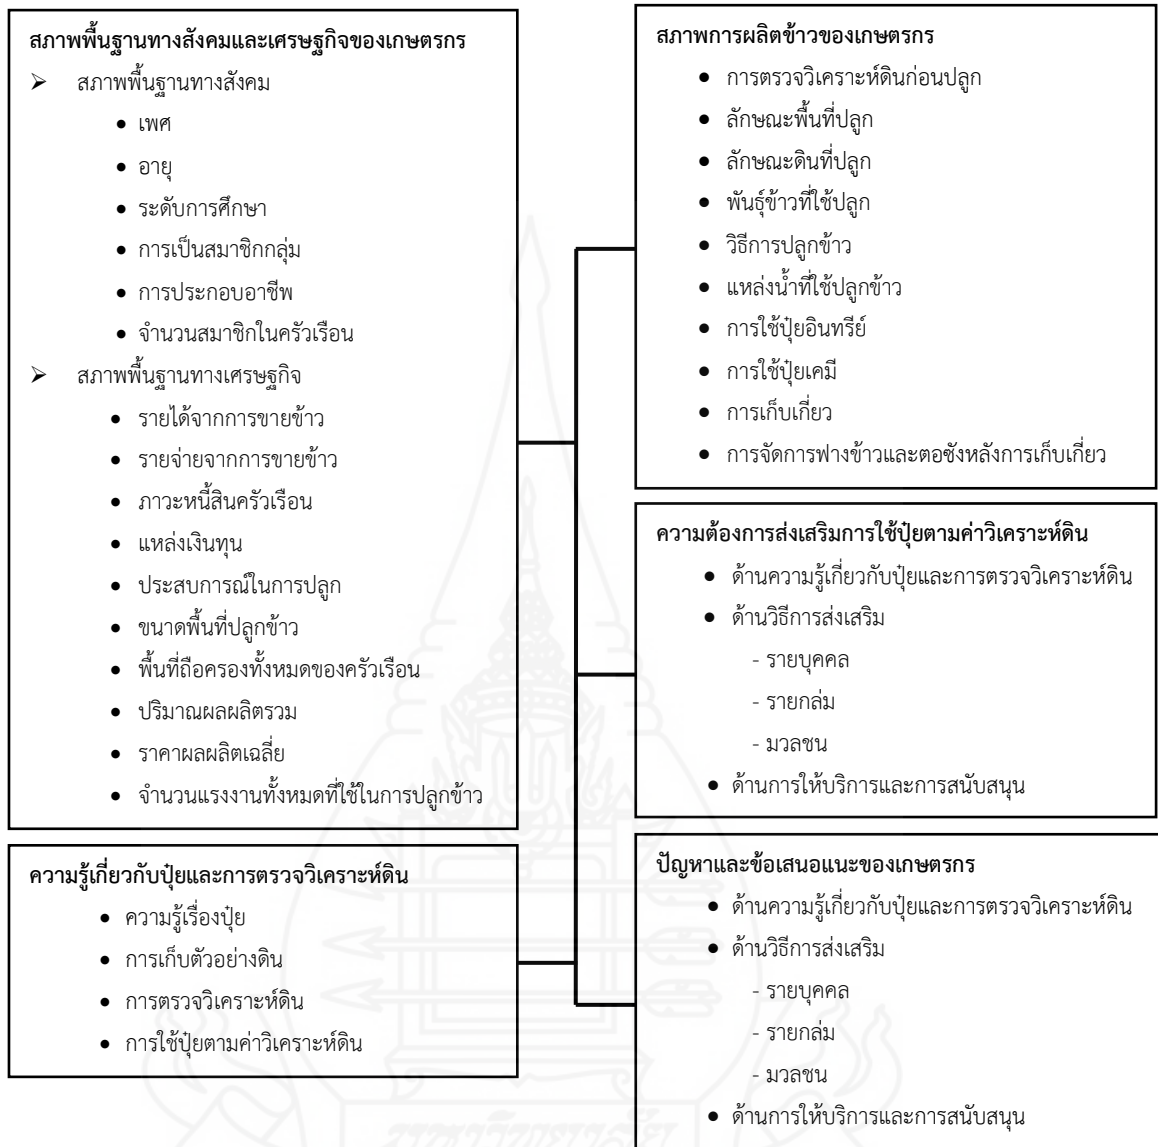 สภาพพื้นฐานทางสังคมและเศรษฐกิจของเกษตรกร
➢ สภาพพื้นฐานทางสังคม
• เพศ
• อายุ
• ระดับการศึกษา
• การเป็นสมาชิกกลุ่ม
• การประกอบอาชีพ
• จำนวนสมาชิกในครัวเรือน
➢ สภาพพื้นฐานทางเศรษฐกิจ
• รายได้จากการขายข้าว
• รายจ่ายจากการขายข้าว
• ภาวะหนี้สินครัวเรือน
• แหล่งเงินทุน
• ประสบการณ์ในการปลูก
• ขนาดพื้นที่ปลูกข้าว
• พื้นที่ถือครองทั้งหมดของครัวเรือน
• ปริมาณผลผลิตรวม
• ราคาผลผลิตเฉลี่ย
• จำนวนแรงงานทั้งหมดที่ใช้ในการปลูกข้าว
ความรู้เกี่ยวกับปุ๋ยและการตรวจวิเคราะห์ดิน
• ความรู้เรื่องปุ๋ย
• การเก็บตัวอย่างดิน
• การตรวจวิเคราะห์ดิน
• การใช้ปุ๋ยตามค่าวิเคราะห์ดิน
สภาพการผลิตข้าวของเกษตรกร
• การตรวจวิเคราะห์ดินก่อนปลูก
• ลักษณะพื้นที่ปลูก
• ลักษณะดินที่ปลูก
• พันธุ์ข้าวที่ใช้ปลูก
• วิธีการปลูกข้าว
• แหล่งน้ำที่ใช้ปลูกข้าว
• การใช้ปุ๋ยอินทรีย์
• การใช้ปุ๋ยเคมี
• การเก็บเกี่ยว
• การจัดการฟางข้าวและตอซังหลังการเก็บเกี่ยว
ความต้องการส่งเสริมการใช้ปุ๋ยตามค่าวิเคราะห์ดิน
• ด้านความรู้เกี่ยวกับปุ๋ยและการตรวจวิเคราะห์ดิน
• ด้านวิธีการส่งเสริม
- รายบุคคล
- รายกลุ่ม
- มวลชน
• ด้านการให้บริการและการสนับสนุน
ปัญหาและข้อเสนอแนะของเกษตรกร
• ด้านความรู้เกี่ยวกับปุ๋ยและการตรวจวิเคราะห์ดิน
• ด้านวิธีการส่งเสริม
- รายบุคคล
- รายกลุ่ม
- มวลชน
• ด้านการให้บริการและการสนับสนุน